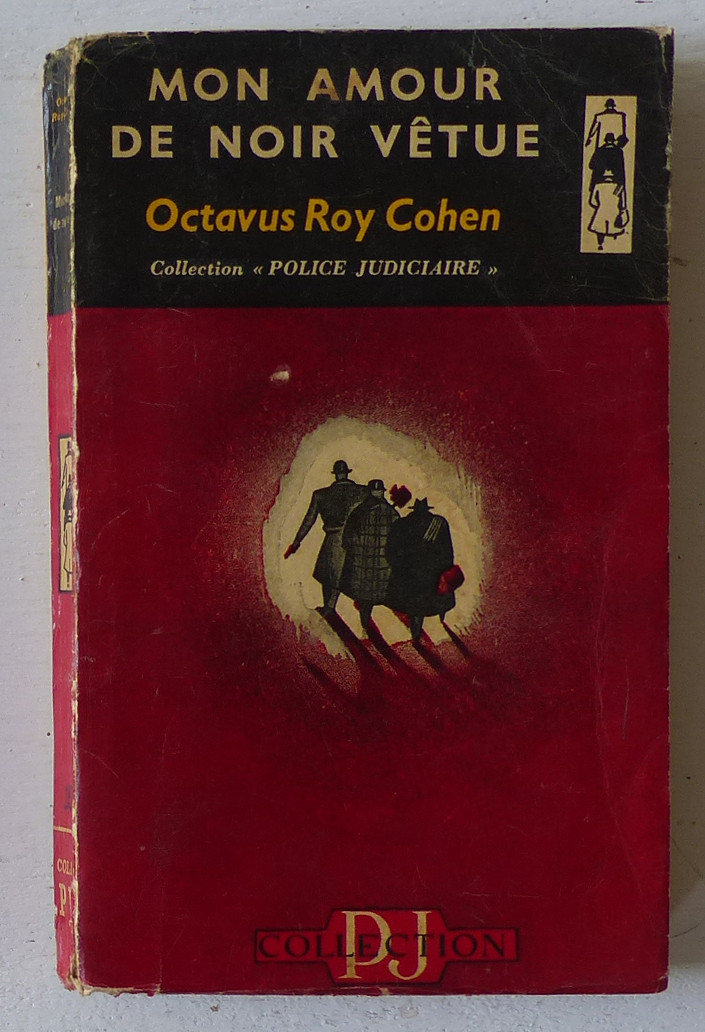 MON AMOUR
DE NOIR VÊTUE
Octavus Roy Cohen
Collection « POLICE JUDICIAIRE »
COLLECTION
PJ